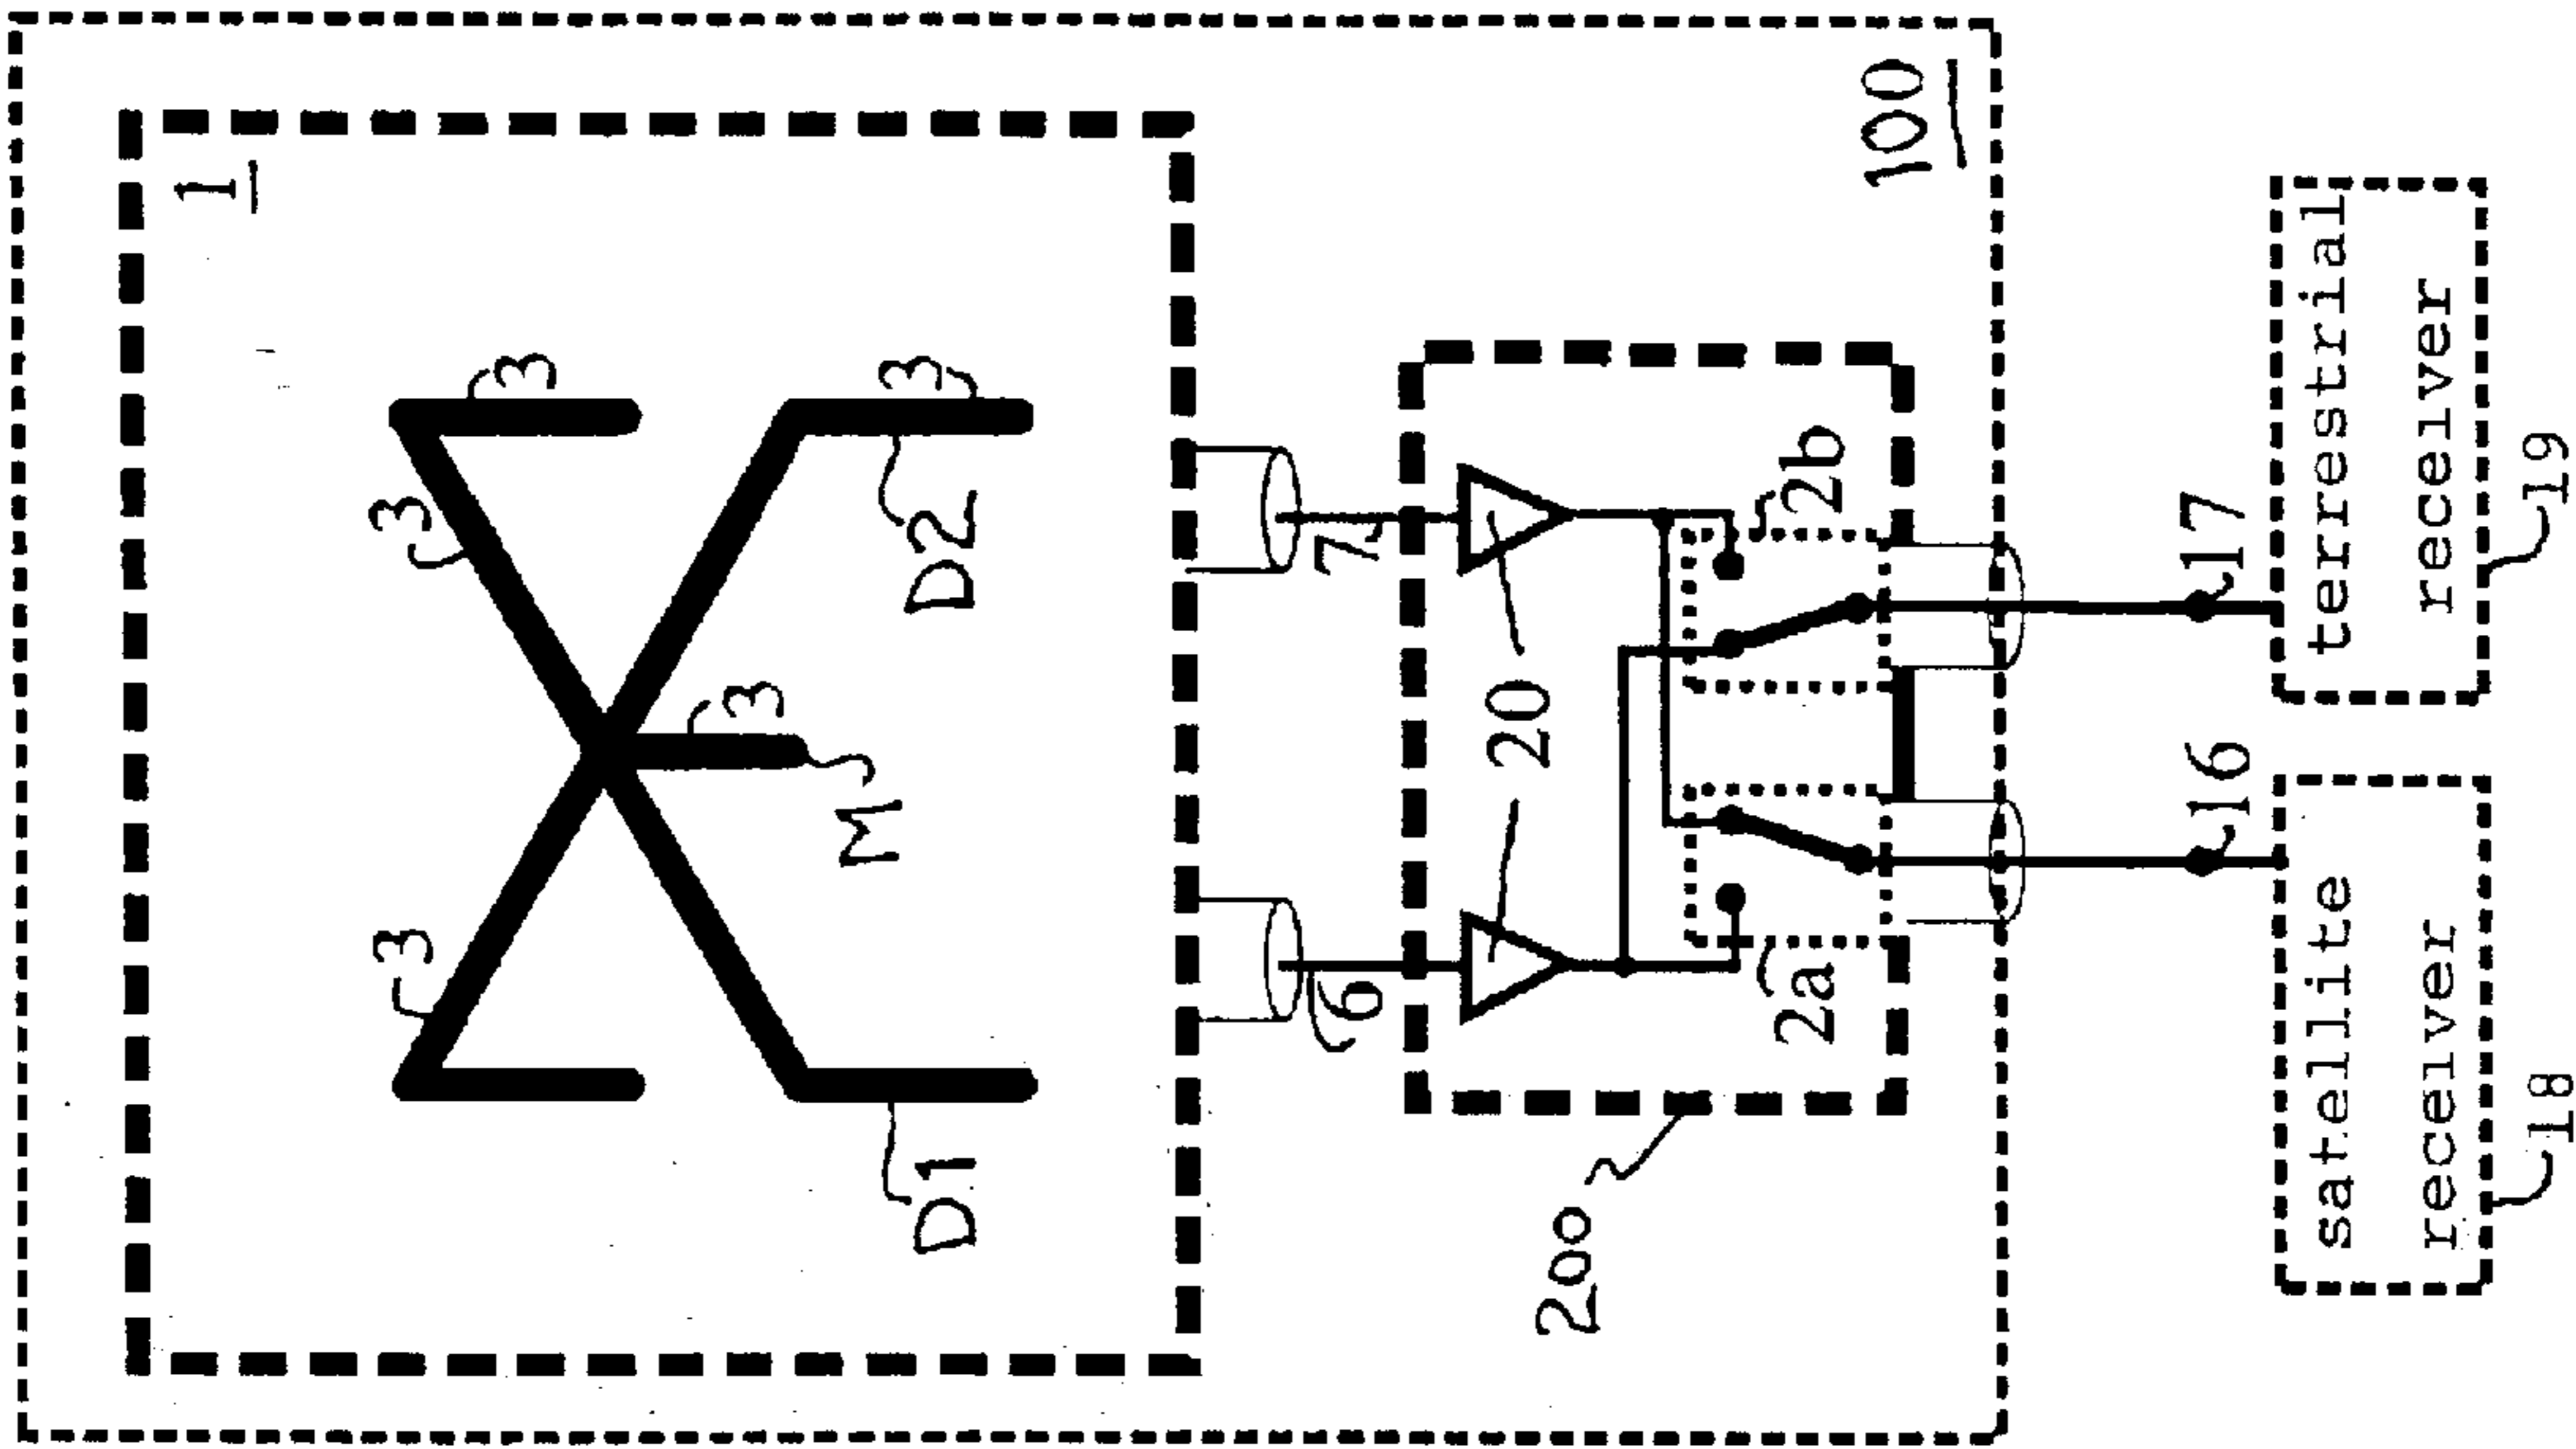 1
100
3
3
3
3
3
M
D1
D2
6
7
20
2a
2b
200
16
17
satellite
receiver
18
terrestrial
receiver
19